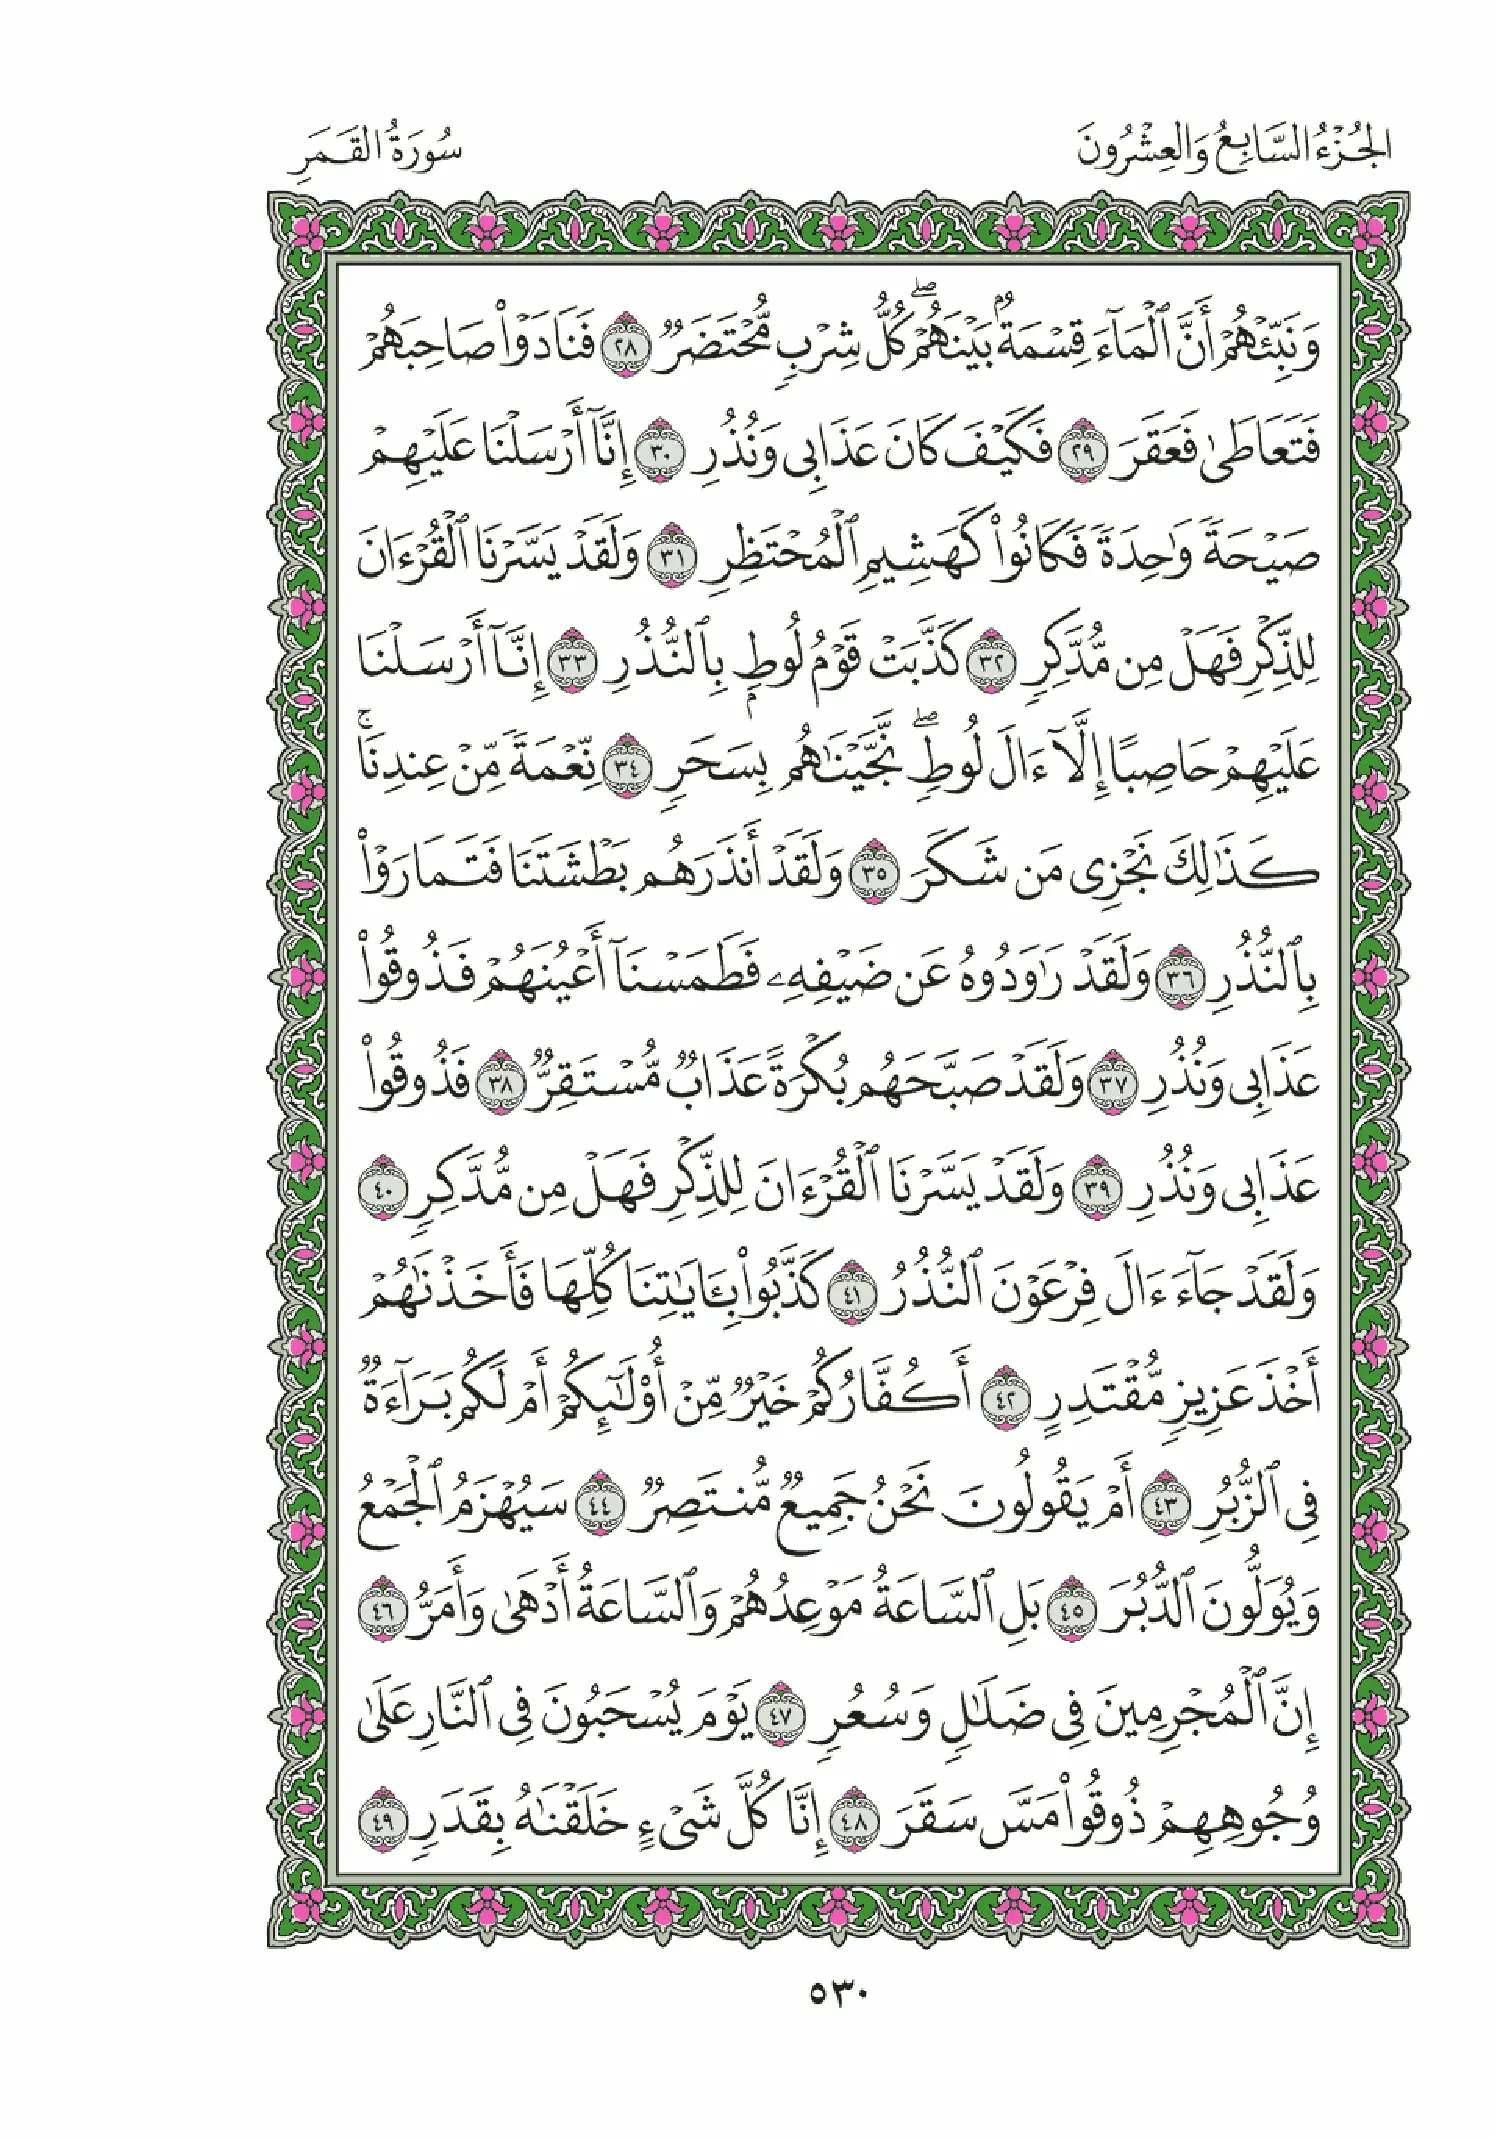 الجُزْءُ السَّابِعُ وَالعِشْرُونَ
سُورَةُ القَمَرِ
وَنَبِّئْهُمْ أَنَّ ٱلْمَآءَ قِسْمَةٌۢ بَيْنَهُمْۖ كُلُّ شِرْبٍ مُّحْتَضَرٌ ٢٨ فَنَادَوْا۟ صَاحِبَهُمْ
فَتَعَاطَىٰ فَعَقَرَ ٢٩ فَكَيْفَ كَانَ عَذَابِى وَنُذُرِ ٣٠ إِنَّآ أَرْسَلْنَا عَلَيْهِمْ
صَيْحَةً وَٰحِدَةً فَكَانُوا۟ كَهَشِيمِ ٱلْمُحْتَظِرِ ٣١ وَلَقَدْ يَسَّرْنَا ٱلْقُرْءَانَ
لِلذِّكْرِ فَهَلْ مِن مُّدَّكِرٍ ٣٢ كَذَّبَتْ قَوْمُ لُوطٍۭ بِٱلنُّذُرِ ٣٣ إِنَّآ أَرْسَلْنَا
عَلَيْهِمْ حَاصِبًا إِلَّآ ءَالَ لُوطٍۖ نَّجَّيْنَٰهُم بِسَحَرٍ ٣٤ نِّعْمَةً مِّنْ عِندِنَاۚ
كَذَٰلِكَ نَجْزِى مَن شَكَرَ ٣٥ وَلَقَدْ أَنذَرَهُم بَطْشَتَنَا فَتَمَارَوْا۟
بِٱلنُّذُرِ ٣٦ وَلَقَدْ رَٰوَدُوهُ عَن ضَيْفِهِۦ فَطَمَسْنَآ أَعْيُنَهُمْ فَذُوقُوا۟
عَذَابِى وَنُذُرِ ٣٧ وَلَقَدْ صَبَّحَهُم بُكْرَةً عَذَابٌ مُّسْتَقِرٌّ ٣٨ فَذُوقُوا۟
عَذَابِى وَنُذُرِ ٣٩ وَلَقَدْ يَسَّرْنَا ٱلْقُرْءَانَ لِلذِّكْرِ فَهَلْ مِن مُّدَّكِرٍ ٤٠
وَلَقَدْ جَآءَ ءَالَ فِرْعَوْنَ ٱلنُّذُرُ ٤١ كَذَّبُوا۟ بِـَٔايَٰتِنَا كُلِّهَا فَأَخَذْنَٰهُمْ
أَخْذَ عَزِيزٍ مُّقْتَدِرٍ ٤٢ أَكُفَّارُكُمْ خَيْرٌ مِّنْ أُو۟لَٰٓئِكُمْ أَمْ لَكُم بَرَآءَةٌ
فِى ٱلزُّبُرِ ٤٣ أَمْ يَقُولُونَ نَحْنُ جَمِيعٌ مُّنتَصِرٌ ٤٤ سَيُهْزَمُ ٱلْجَمْعُ
وَيُوَلُّونَ ٱلدُّبُرَ ٤٥ بَلِ ٱلسَّاعَةُ مَوْعِدُهُمْ وَٱلسَّاعَةُ أَدْهَىٰ وَأَمَرُّ ٤٦
إِنَّ ٱلْمُجْرِمِينَ فِى ضَلَٰلٍ وَسُعُرٍ ٤٧ يَوْمَ يُسْحَبُونَ فِى ٱلنَّارِ عَلَىٰ
وُجُوهِهِمْ ذُوقُوا۟ مَسَّ سَقَرَ ٤٨ إِنَّا كُلَّ شَىْءٍ خَلَقْنَٰهُ بِقَدَرٍ ٤٩
٥٣٠